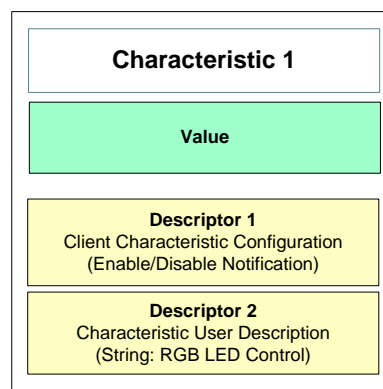 Characteristic 1
Value
Descriptor 1
Client Characteristic Configuration
(Enable/Disable Notification)
Descriptor 2
Characteristic User Description
(String: RGB LED Control)